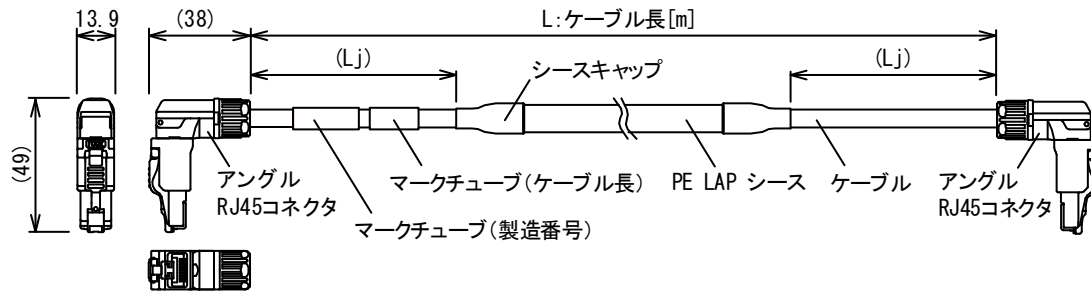 13.9
(38)
L:ケーブル長[m]
(Lj)
(Lj)
シースキャップ
(49)
アングル
RJ45コネクタ
マークチューブ(ケーブル長)
マークチューブ(製造番号)
PE LAP シース
ケーブル
アングル
RJ45コネクタ